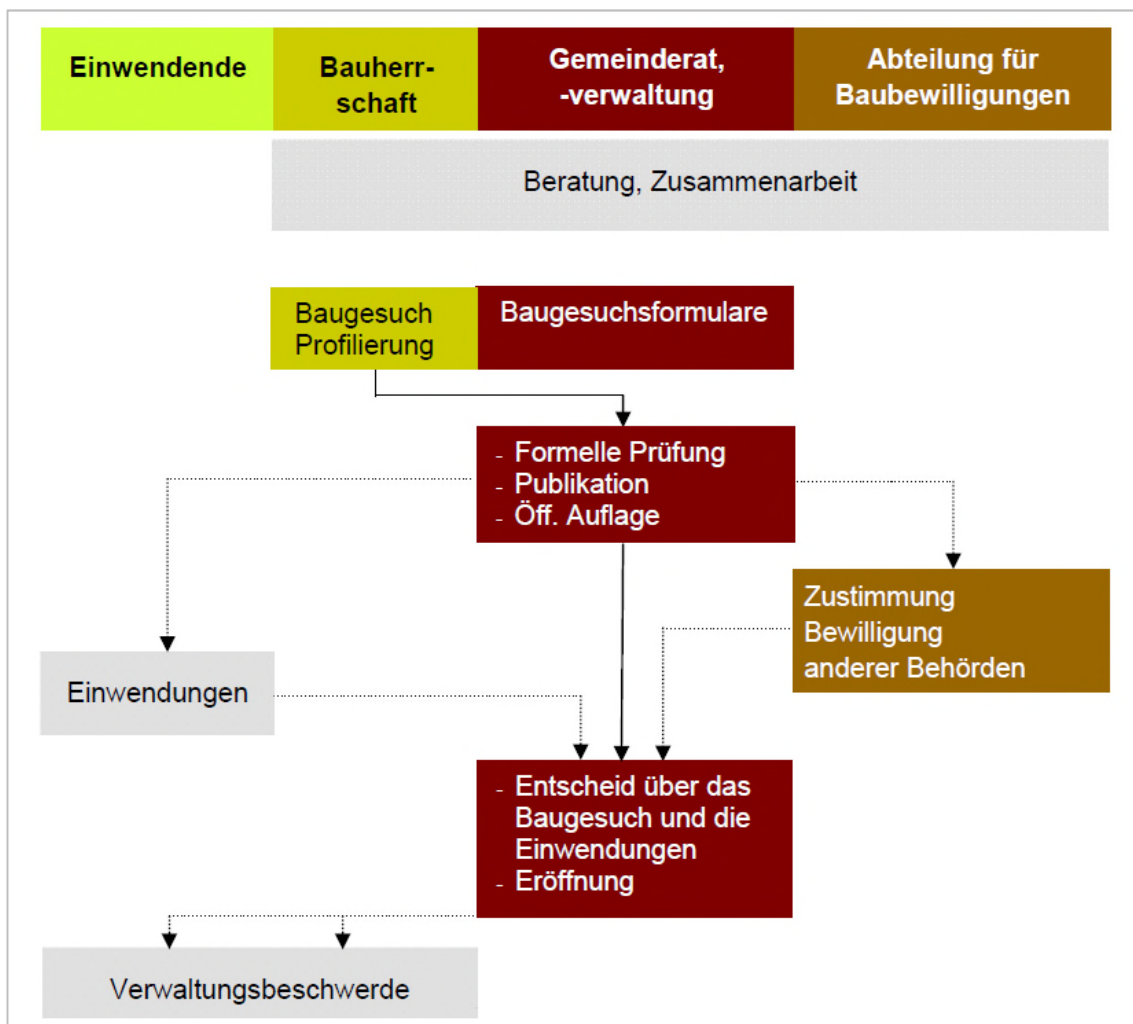 Einwendende
Bauherr-
schaft
Gemeinderat,
-verwaltung
Abteilung für
Baubewilligungen
Beratung, Zusammenarbeit
Baugesuch
Profilierung
Baugesuchsformulare
- Formelle Prüfung
- Publikation
- Öff. Auflage
Zustimmung
Bewilligung
anderer Behörden
Einwendungen
- Entscheid über das
Baugesuch und die
Einwendungen
- Eröffnung
Verwaltungsbeschwerde